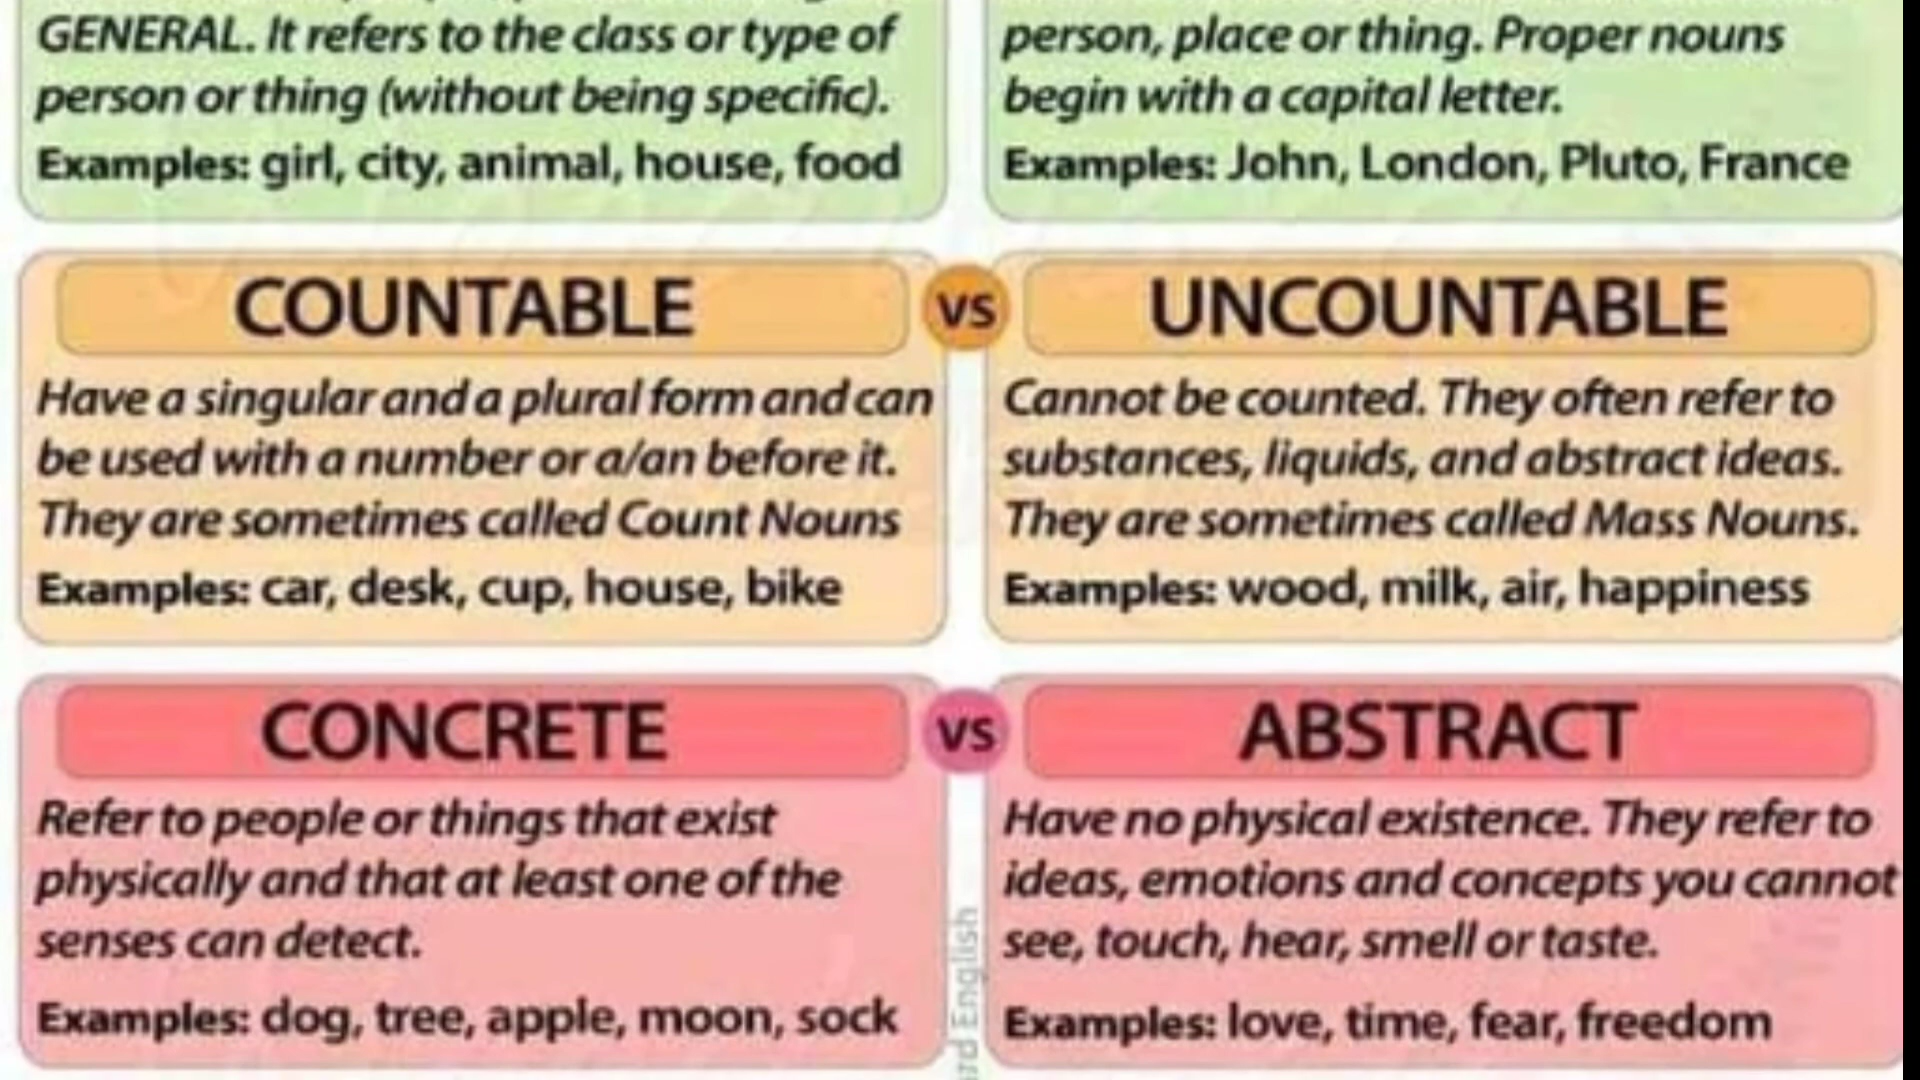 GENERAL. It refers to the class or type of
person or thing (without being specific).
Examples: girl, city, animal, house, food
person, place or thing. Proper nouns
begin with a capital letter.
Examples: John, London, Pluto, France
COUNTABLE
Have a singular and a plural form and can
be used with a number or a/an before it.
They are sometimes called Count Nouns
Examples: car, desk, cup, house, bike
vs
UNCOUNTABLE
Cannot be counted. They often refer to
substances, liquids, and abstract ideas.
They are sometimes called Mass Nouns.
Examples: wood, milk, air, happiness
CONCRETE
Refer to people or things that exist
physically and that at least one of the
senses can detect.
Examples: dog, tree, apple, moon, sock
vs
ABSTRACT
Have no physical existence. They refer to
ideas, emotions and concepts you cannot
see, touch, hear, smell or taste.
Examples: love, time, fear, freedom
English